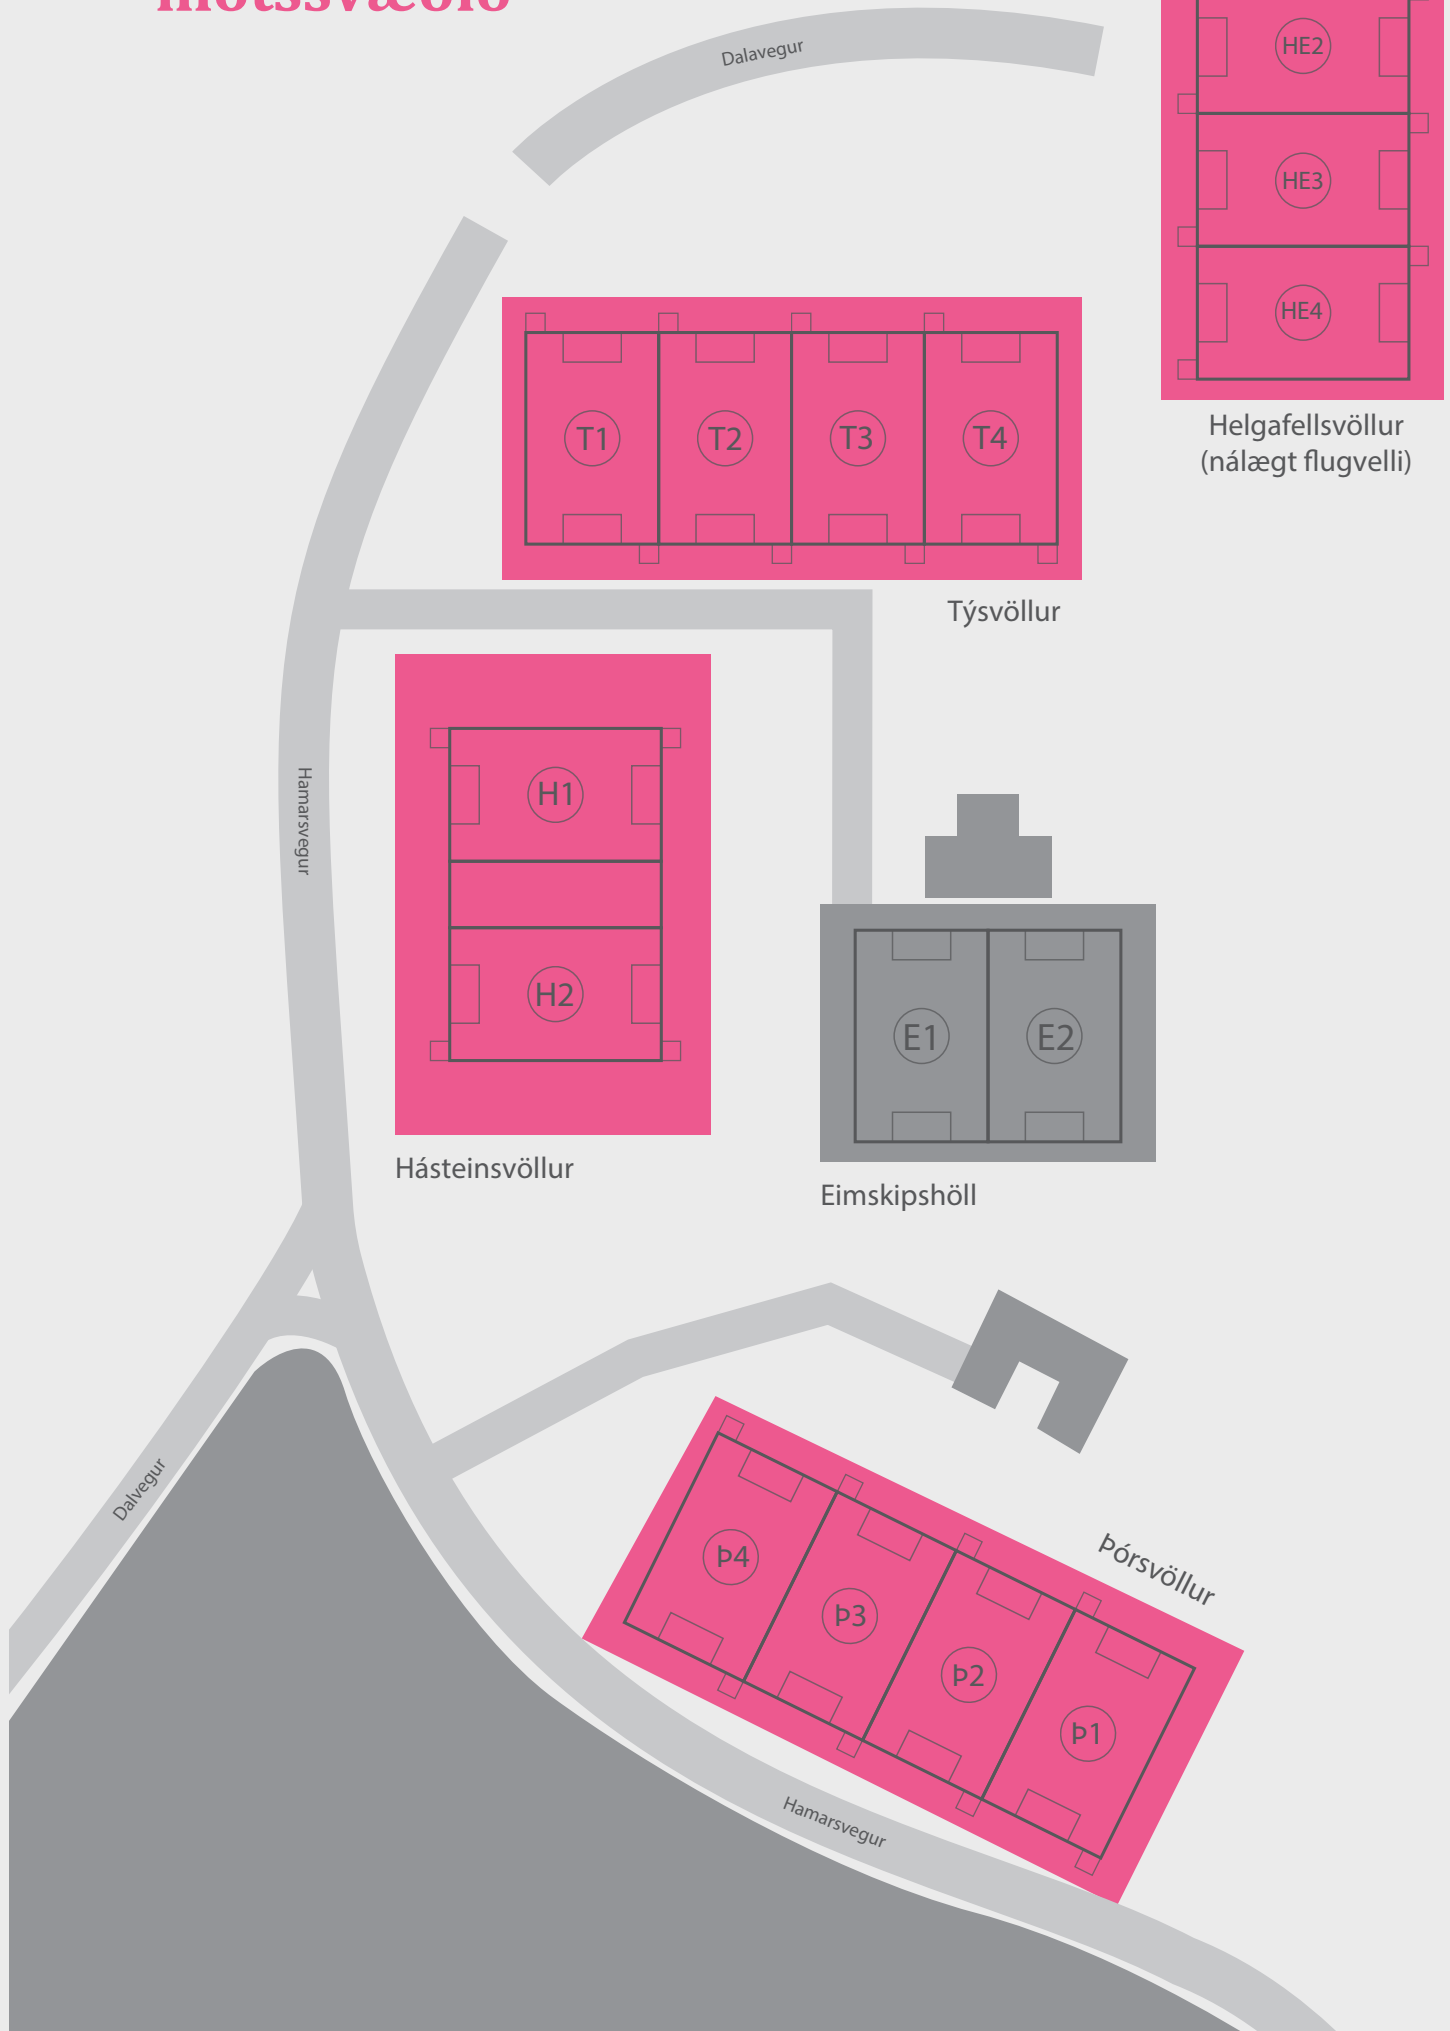 mótssvæðið
Dalavegur
HE2
HE3
HE4
Helgafellsvöllur
(nálægt flugvelli)
T1
T2
T3
T4
Týsvöllur
Hamarsvegur
H1
H2
Hásteinsvöllur
E1
E2
Eimskipshöll
Dalvegur
Þórsvöllur
Þ4
Þ3
Þ2
Þ1
Hamarsvegur